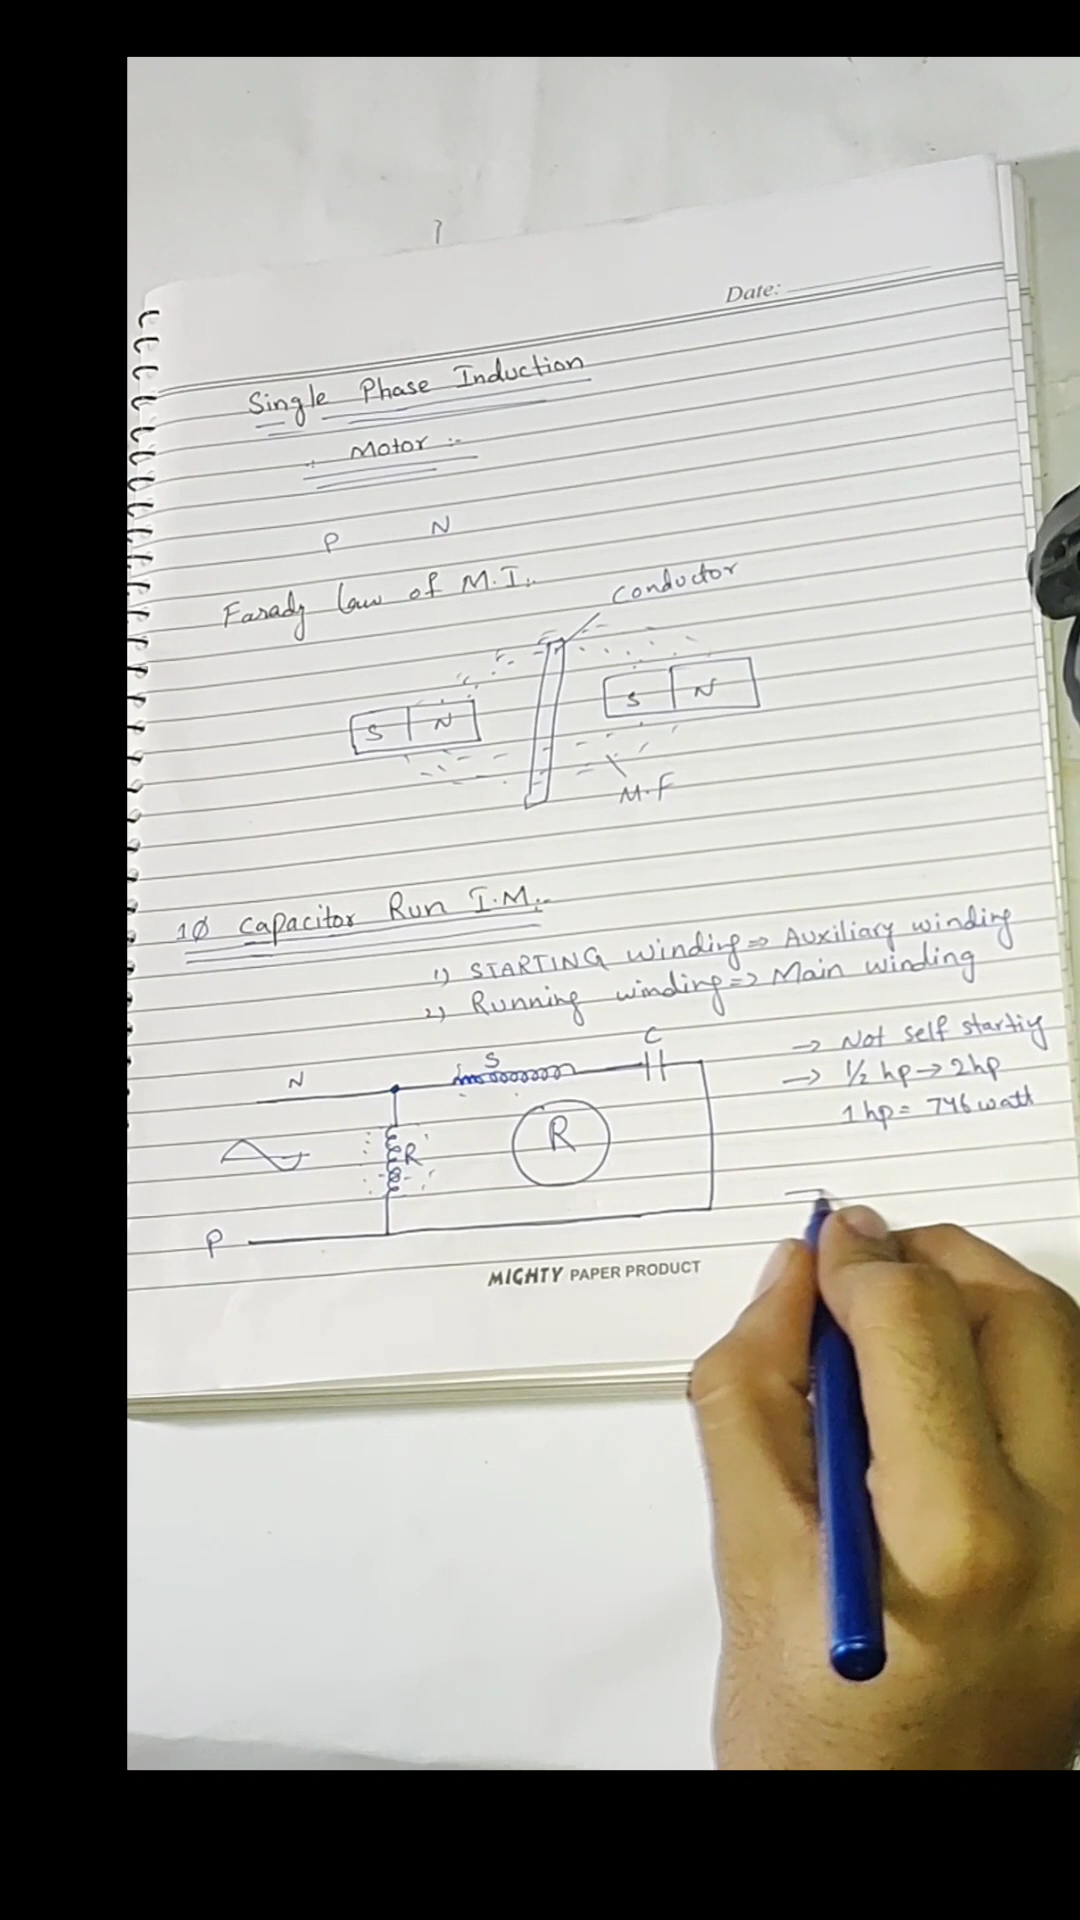 Date:
Single Phase Induction
Motor :-
P N
Farady law of M.I.:
Conductor
S N
S N
M.F
1Ø Capacitor Run I.M.:-
1) STARTING winding => Auxiliary winding
2) Running winding => Main winding
C
S
N
R
R
P
→ Not self startig
→ 1/2 hp → 2hp
1 hp = 746 watt
MIGHTY PAPER PRODUCT